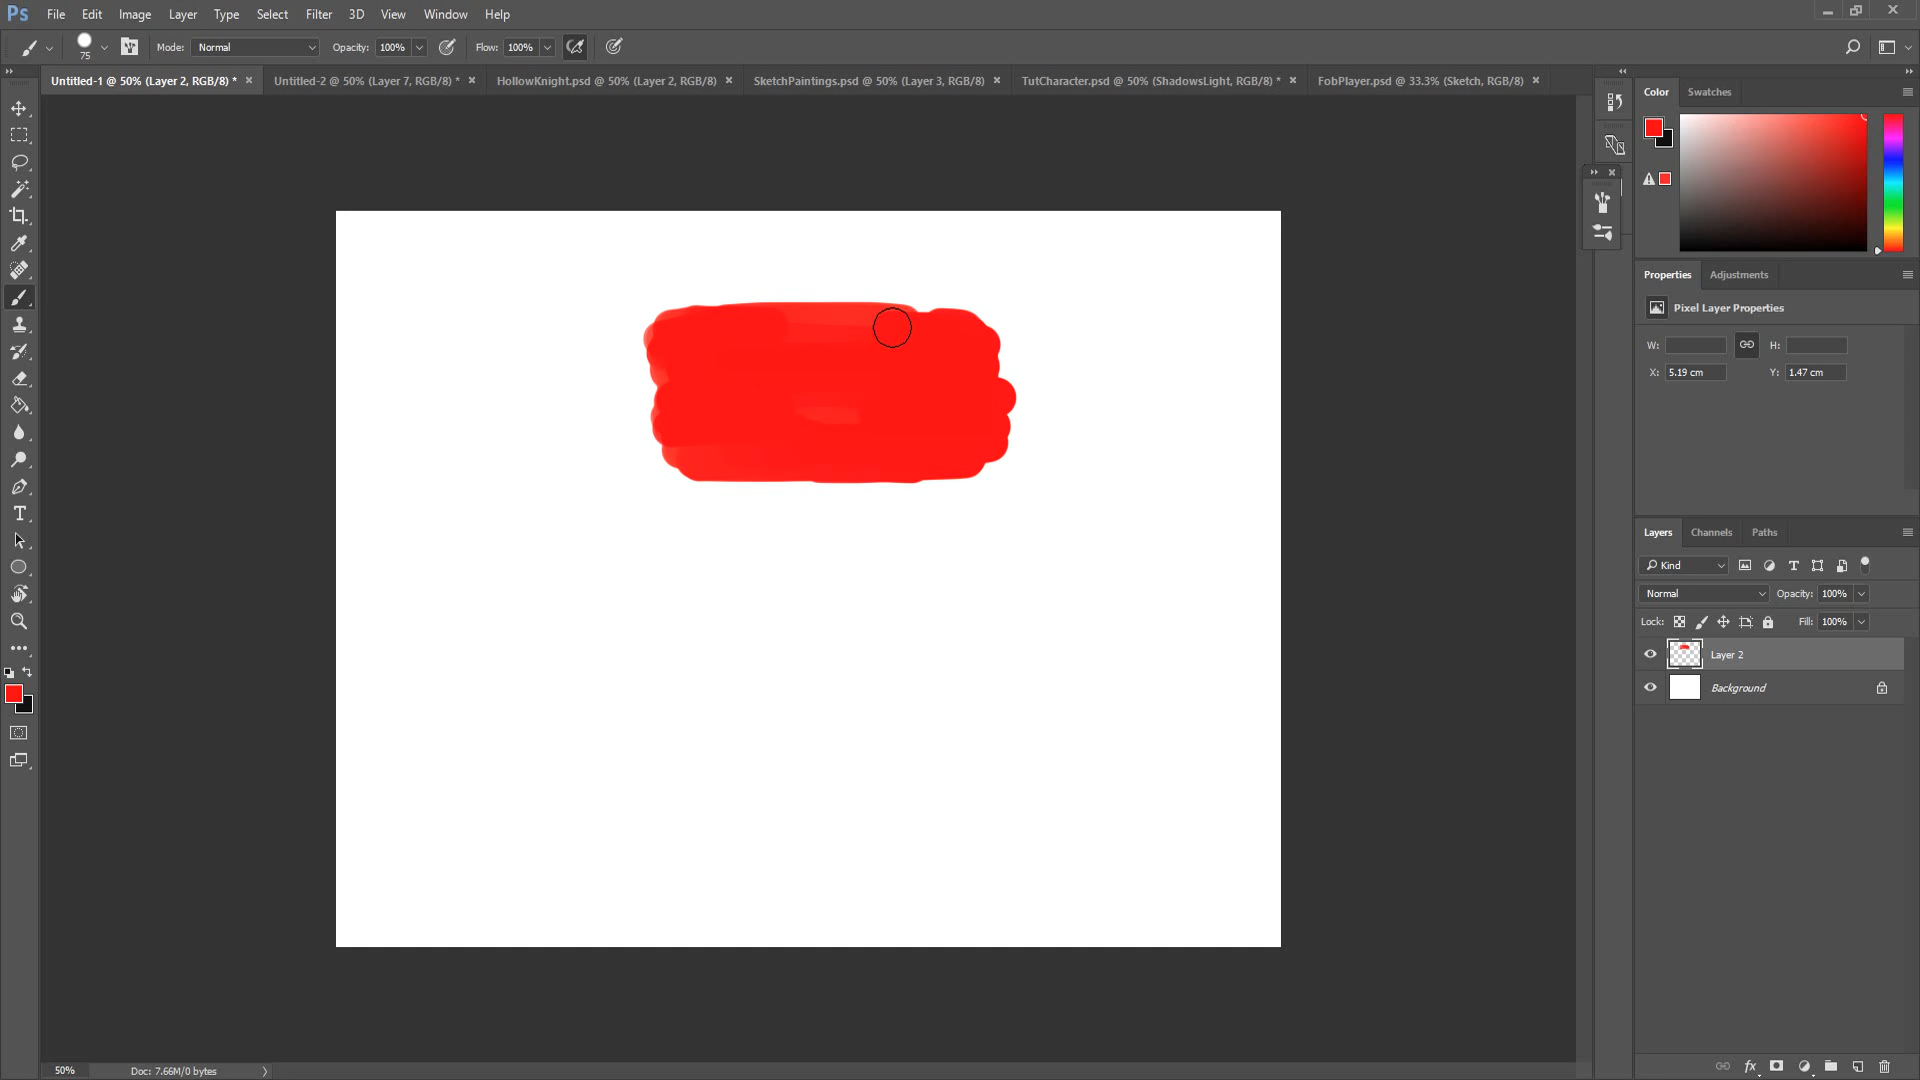 Ps File Edit Image Layer Type Select Filter 3D View Window Help
75 Mode: Normal Opacity: 100% Flow: 100%
Untitled-1 @ 50% (Layer 2, RGB/8) * × Untitled-2 @ 50% (Layer 7, RGB/8) * × HollowKnight.psd @ 50% (Layer 2, RGB/8) × SketchPaintings.psd @ 50% (Layer 3, RGB/8) × TutCharacter.psd @ 50% (ShadowsLight, RGB/8) * × FobPlayer.psd @ 33.3% (Sketch, RGB/8) ×
Color Swatches
Properties Adjustments
Pixel Layer Properties
W: H:
X: 5.19 cm Y: 1.47 cm
Layers Channels Paths
Kind
Normal Opacity: 100%
Lock: Fill: 100%
Layer 2
Background
50% Doc: 7.66M/0 bytes